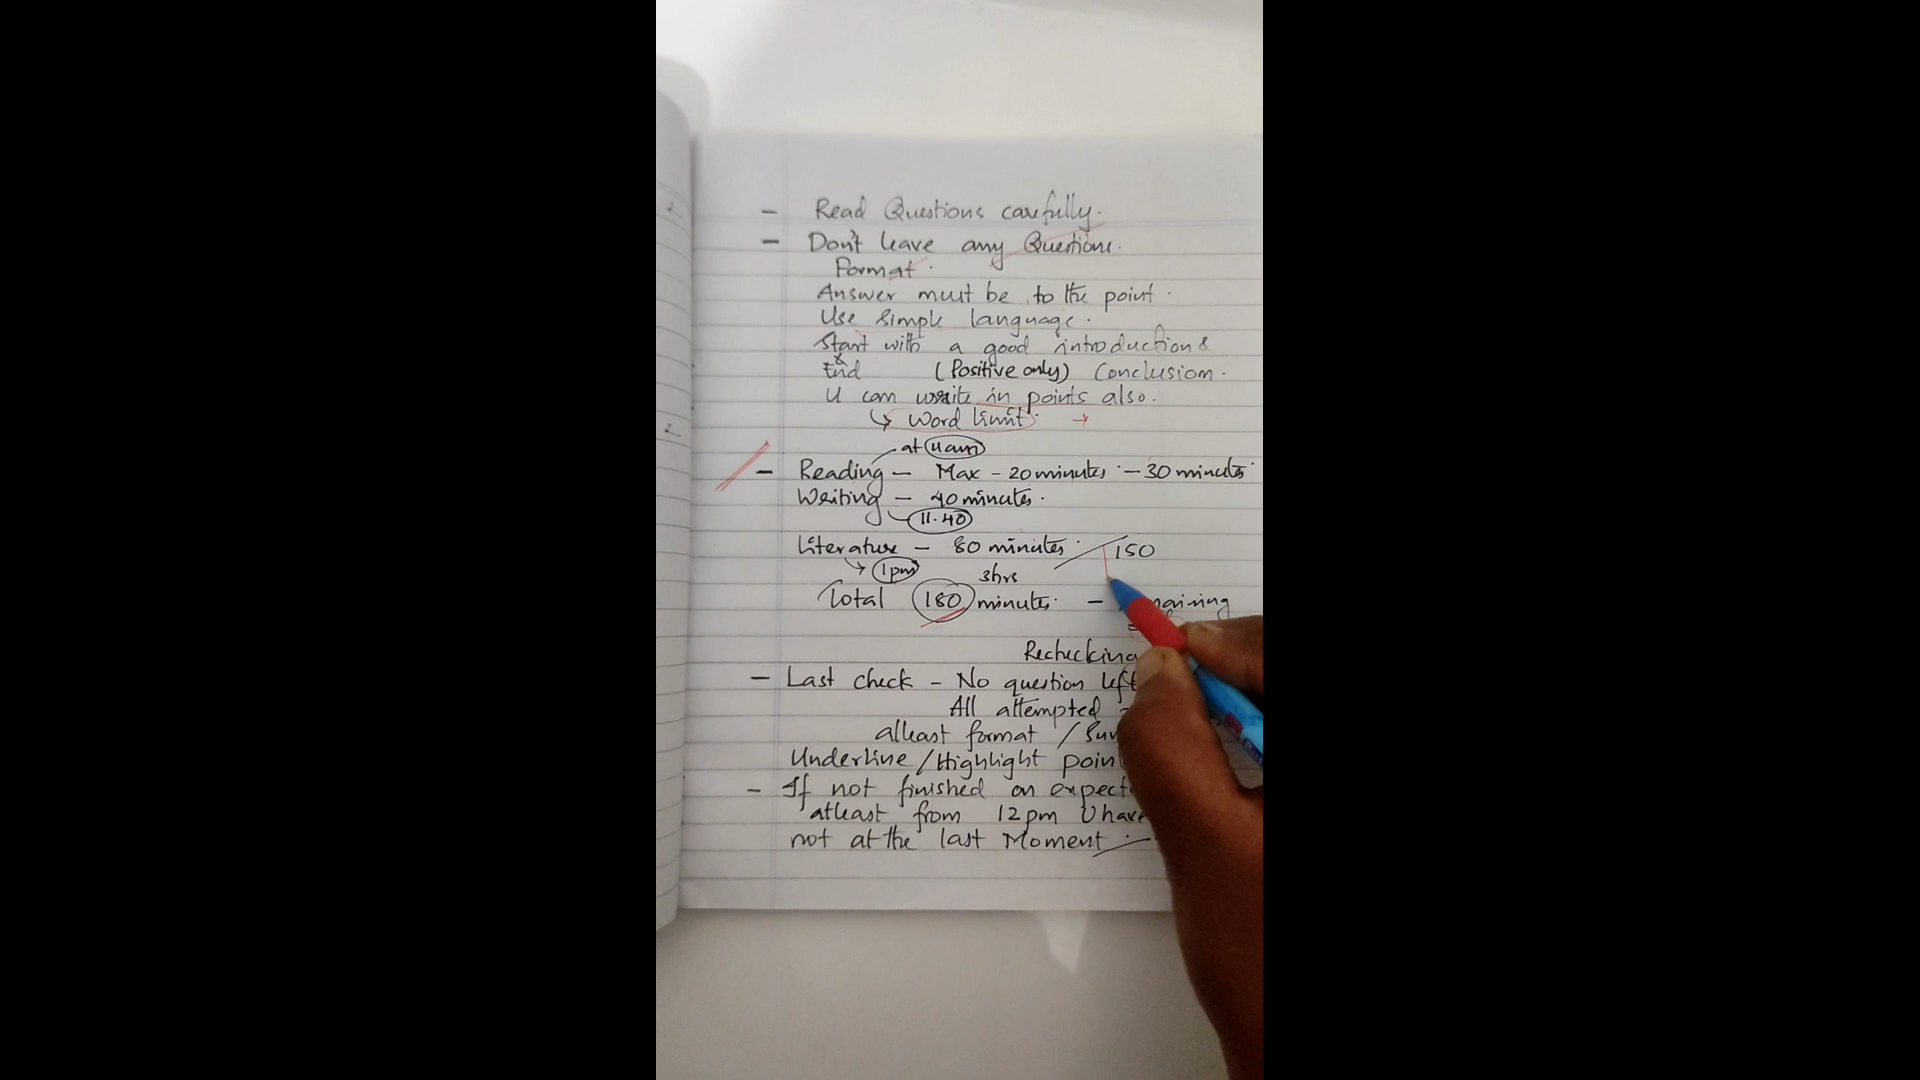 - Read Questions carefully.
- Don't leave any Questions.
Format.
Answer must be to the point.
Use simple language.
Start with a good introduction &
& End (Positive only) Conclusion.
U can write in points also.
↳ Word limit. →
at 11am
- Reading - Max - 20 minutes - 30 minutes
Writing - 40 minutes.
11.40
Literature - 80 minutes. 150
→ 1pm 3hrs
Total 180 minutes. -
Rechecking
- Last check - No question left
All attempted
atleast format /
Underline / Highlight
- If not finished on
atleast from 12pm U have
not at the last Moment.